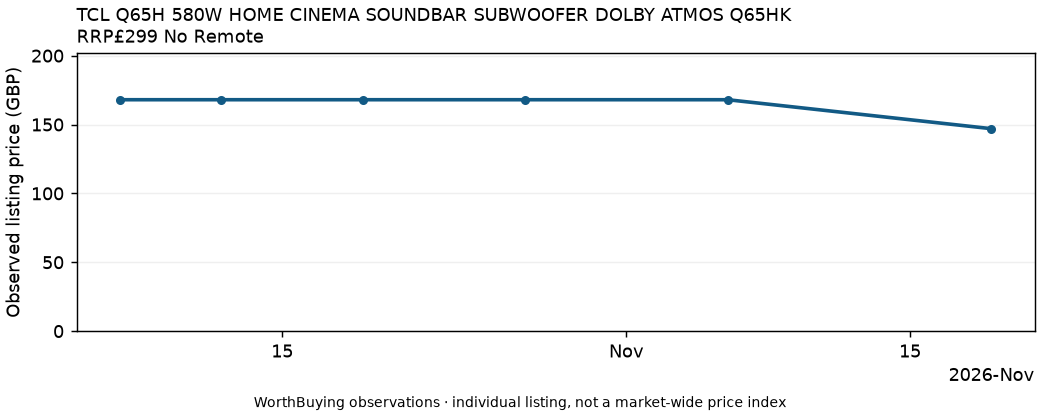 TCL Q65H 580W HOME CINEMA SOUNDBAR SUBWOOFER DOLBY ATMOS Q65HK
RRP£299 No Remote
Observed listing price (GBP)
200
150
100
50
0
15
Nov
15
2026-Nov
WorthBuying observations · individual listing, not a market-wide price index